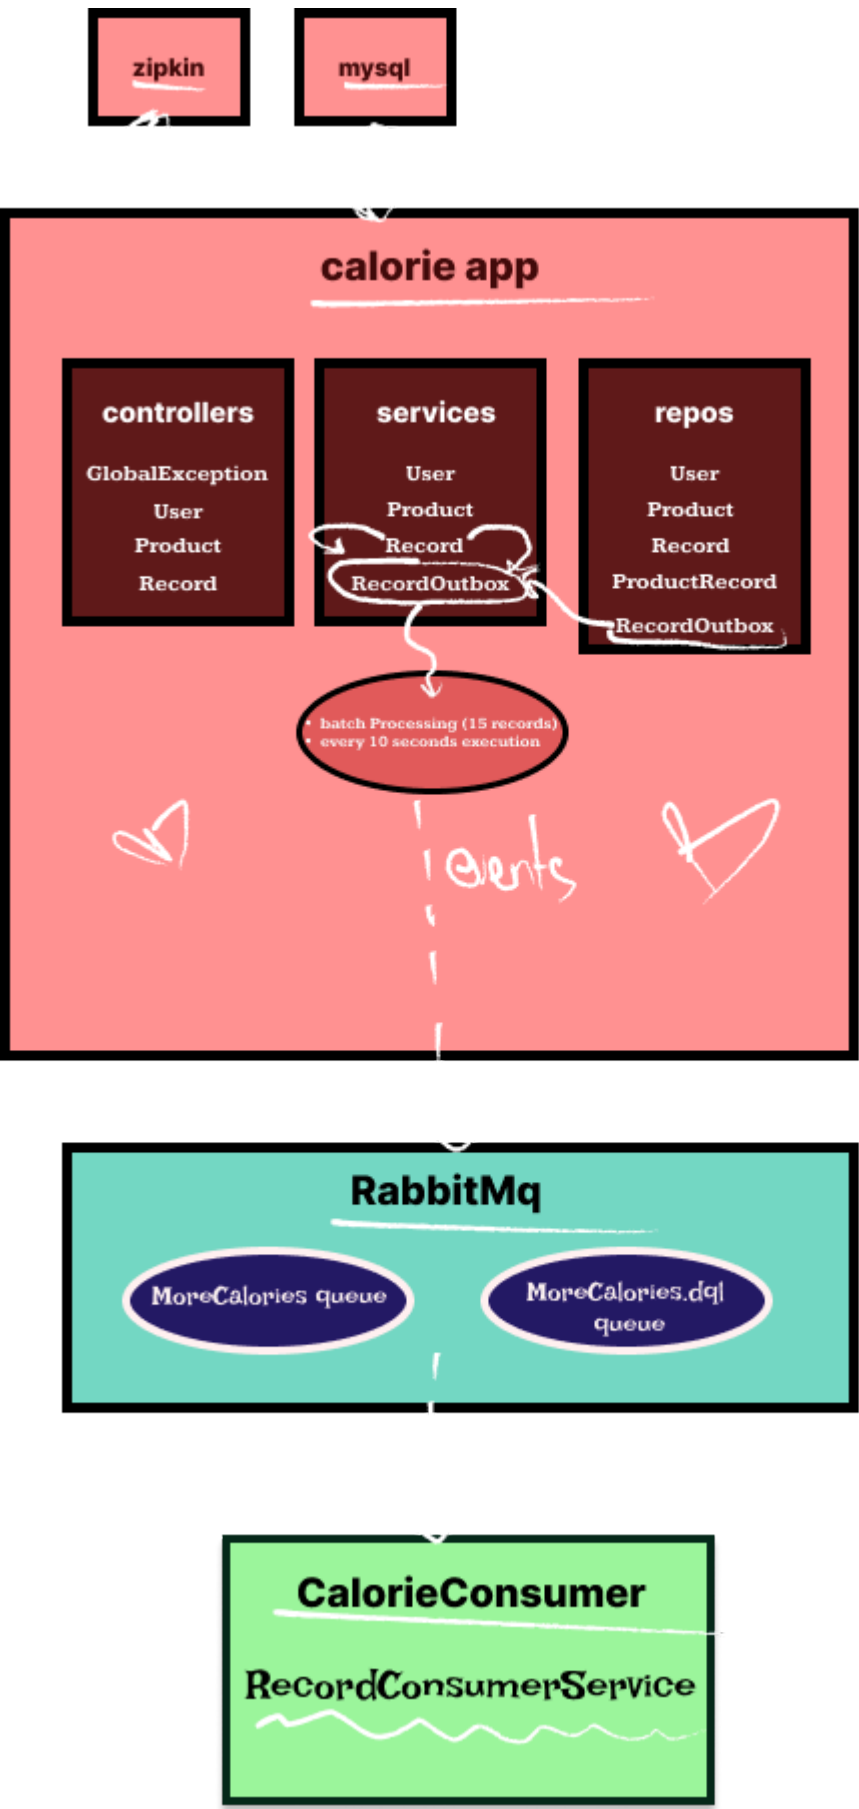 zipkin
mysql
calorie app
controllers
GlobalException
User
Product
Record
services
User
Product
Record
RecordOutbox
repos
User
Product
Record
ProductRecord
RecordOutbox
• batch Processing (15 records)
• every 10 seconds execution
events
RabbitMq
MoreCalories queue
MoreCalories.dql
queue
CalorieConsumer
RecordConsumerService